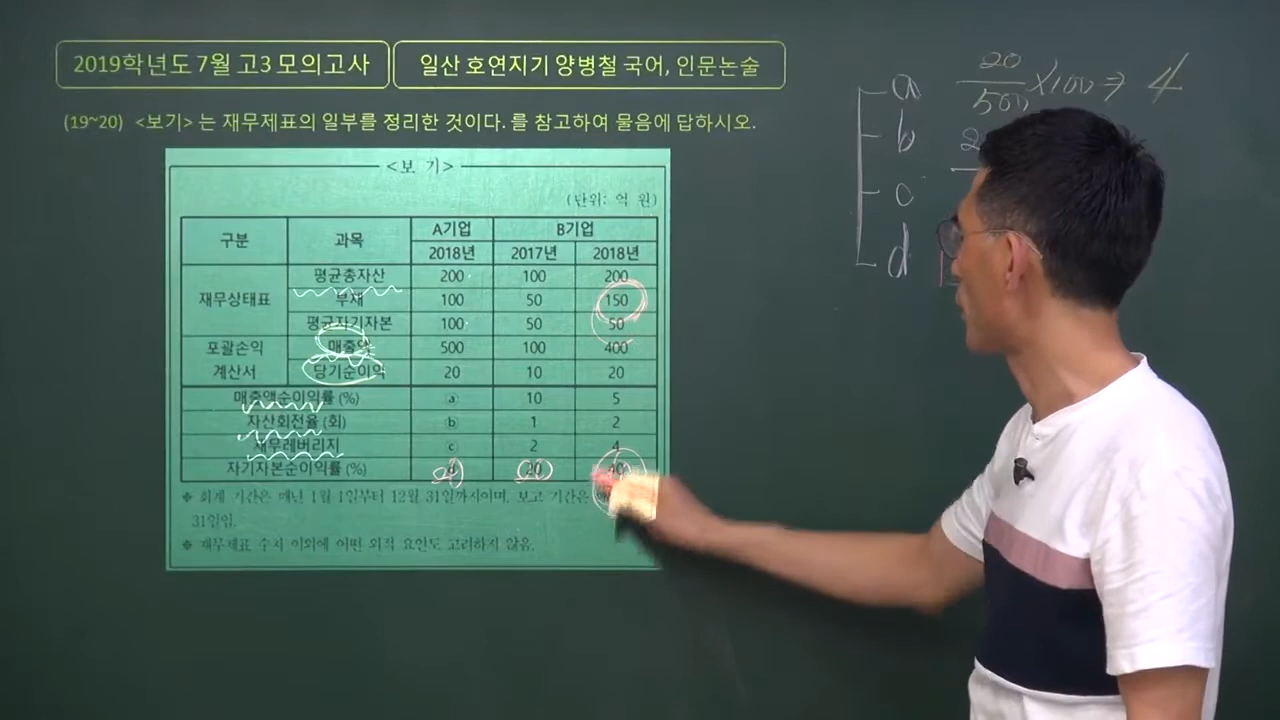 2019학년도 7월 고3 모의고사 일산 호연지기 양병철 국어, 인문논술
(19~20) <보기> 는 재무제표의 일부를 정리한 것이다. 를 참고하여 물음에 답하시오.
<보 기>
(단위: 억 원)
구분 과목 A기업 B기업
2018년 2017년 2018년
재무상태표 평균총자산 200 100 200
부채 100 50 150
평균자기자본 100 50 50
포괄손익 매출액 500 100 400
계산서 당기순이익 20 10 20
매출액순이익률 (%) ⓐ 10 5
자산회전율 (회) ⓑ 1 2
재무레버리지 ⓒ 2 4
자기자본순이익률 (%) 20 40
※ 회계 기간은 매년 1월 1일부터 12월 31일까지이며, 보고 기간은
31일임.
※ 재무제표 수치 이외에 어떤 외적 요인도 고려하지 않음.
a 20/500 ×100 ⇒ 4
b 2
c
d